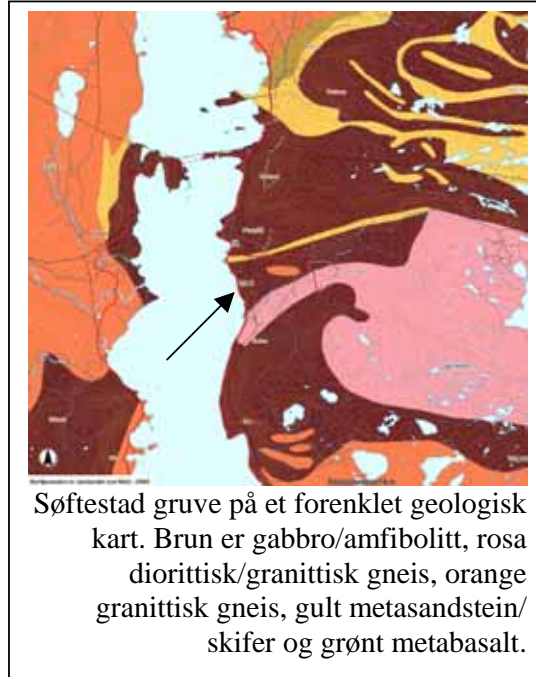 Søftestad gruve på et forenklet geologisk
kart. Brun er gabbro/amfibolitt, rosa
diorittisk/granittisk gneis, orange
granittisk gneis, gult metasandstein/
skifer og grønt metabasalt.